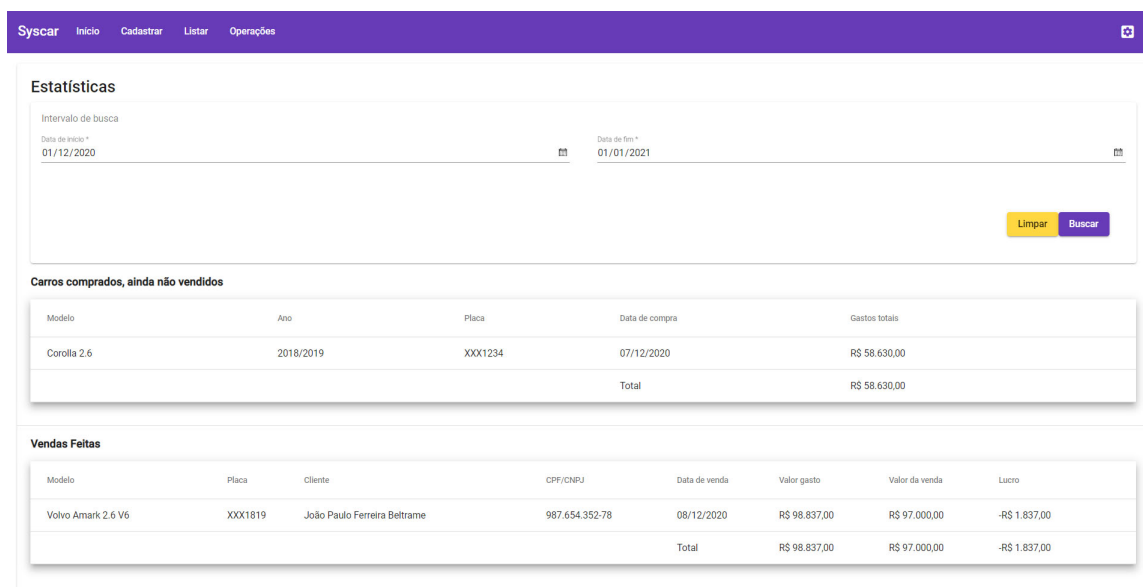 Syscar Início Cadastrar Listar Operações
Estatísticas
Intervalo de busca
Data de início * Data de fim *
01/12/2020 01/01/2021
Limpar Buscar
Carros comprados, ainda não vendidos
Modelo Ano Placa Data de compra Gastos totais
Corolla 2.6 2018/2019 XXX1234 07/12/2020 R$ 58.630,00
Total R$ 58.630,00
Vendas Feitas
Modelo Placa Cliente CPF/CNPJ Data de venda Valor gasto Valor da venda Lucro
Volvo Amark 2.6 V6 XXX1819 João Paulo Ferreira Beltrame 987.654.352-78 08/12/2020 R$ 98.837,00 R$ 97.000,00 -R$ 1.837,00
Total R$ 98.837,00 R$ 97.000,00 -R$ 1.837,00